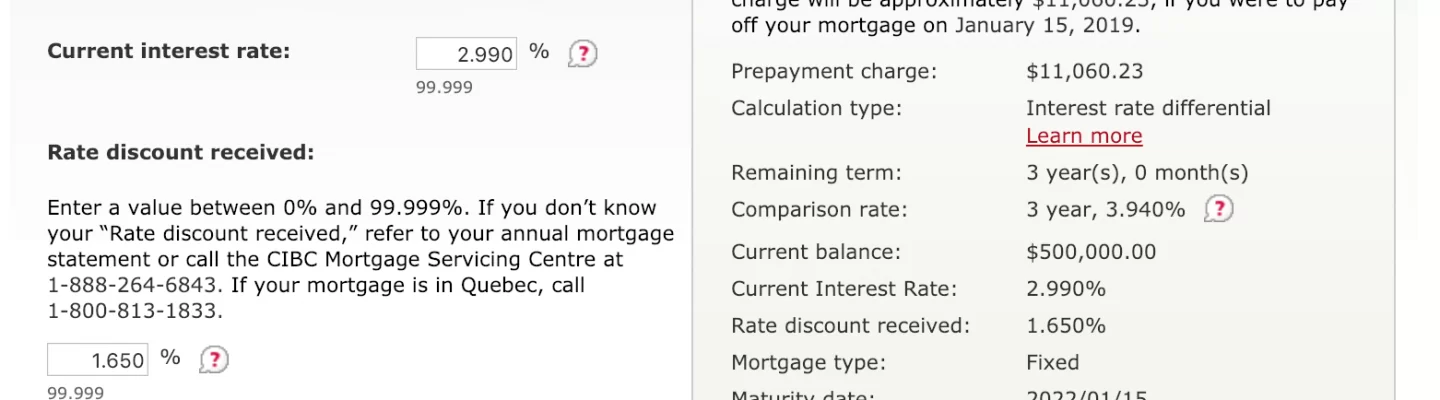 Current interest rate:
2.990 %
99.999
Rate discount received:
Enter a value between 0% and 99.999%. If you don’t know
your “Rate discount received,” refer to your annual mortgage
statement or call the CIBC Mortgage Servicing Centre at
1-888-264-6843. If your mortgage is in Quebec, call
1-800-813-1833.
1.650 %
99.999
charge will be approximately $11,060.23, if you were to pay
off your mortgage on January 15, 2019.
Prepayment charge: $11,060.23
Calculation type: Interest rate differential
Learn more
Remaining term: 3 year(s), 0 month(s)
Comparison rate: 3 year, 3.940%
Current balance: $500,000.00
Current Interest Rate: 2.990%
Rate discount received: 1.650%
Mortgage type: Fixed
Maturity date: 2022/01/15